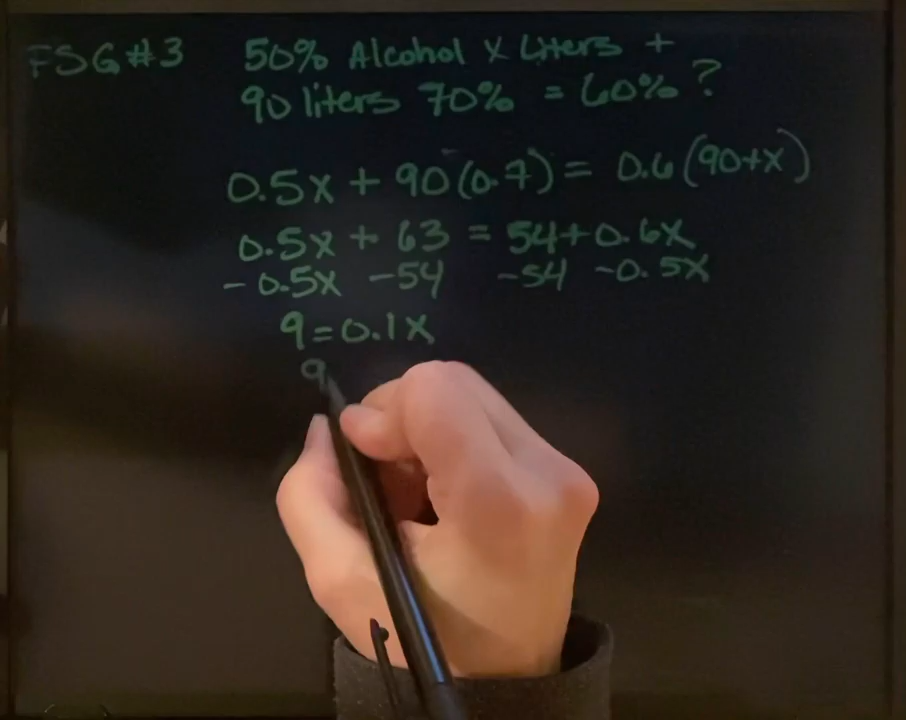 FSG #3 50% Alcohol X Liters +
90 liters 70% = 60% ?
0.5x + 90(0.7) = 0.6(90+x)
0.5x + 63 = 54+0.6x
-0.5x -54 -54 -0.5x
9=0.1x
9